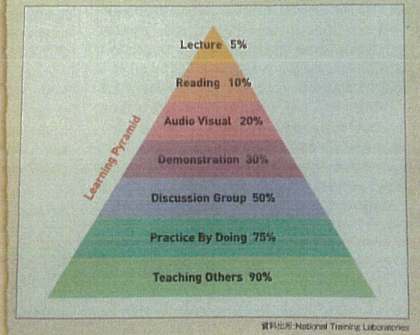 Lecture 5%
Reading 10%
Audio Visual 20%
Demonstration 30%
Discussion Group 50%
Practice By Doing 75%
Teaching Others 90%
Learning Pyramid
資料出所:National Training Laboratories